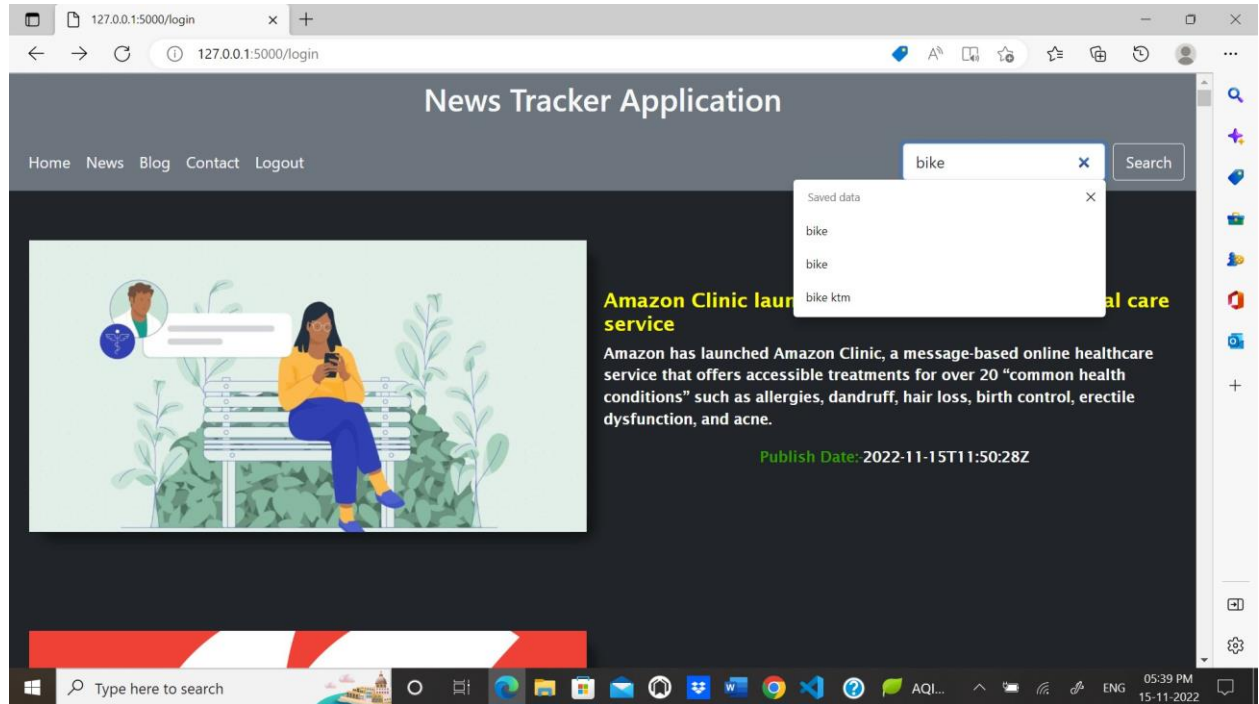 127.0.0.1:5000/login
127.0.0.1:5000/login
News Tracker Application
Home News Blog Contact Logout
bike
Search
Saved data
bike
bike
bike ktm
Amazon Clinic laun al care
service
Amazon has launched Amazon Clinic, a message-based online healthcare
service that offers accessible treatments for over 20 “common health
conditions” such as allergies, dandruff, hair loss, birth control, erectile
dysfunction, and acne.
Publish Date:-2022-11-15T11:50:28Z
Type here to search
AQI...
ENG
05:39 PM
15-11-2022